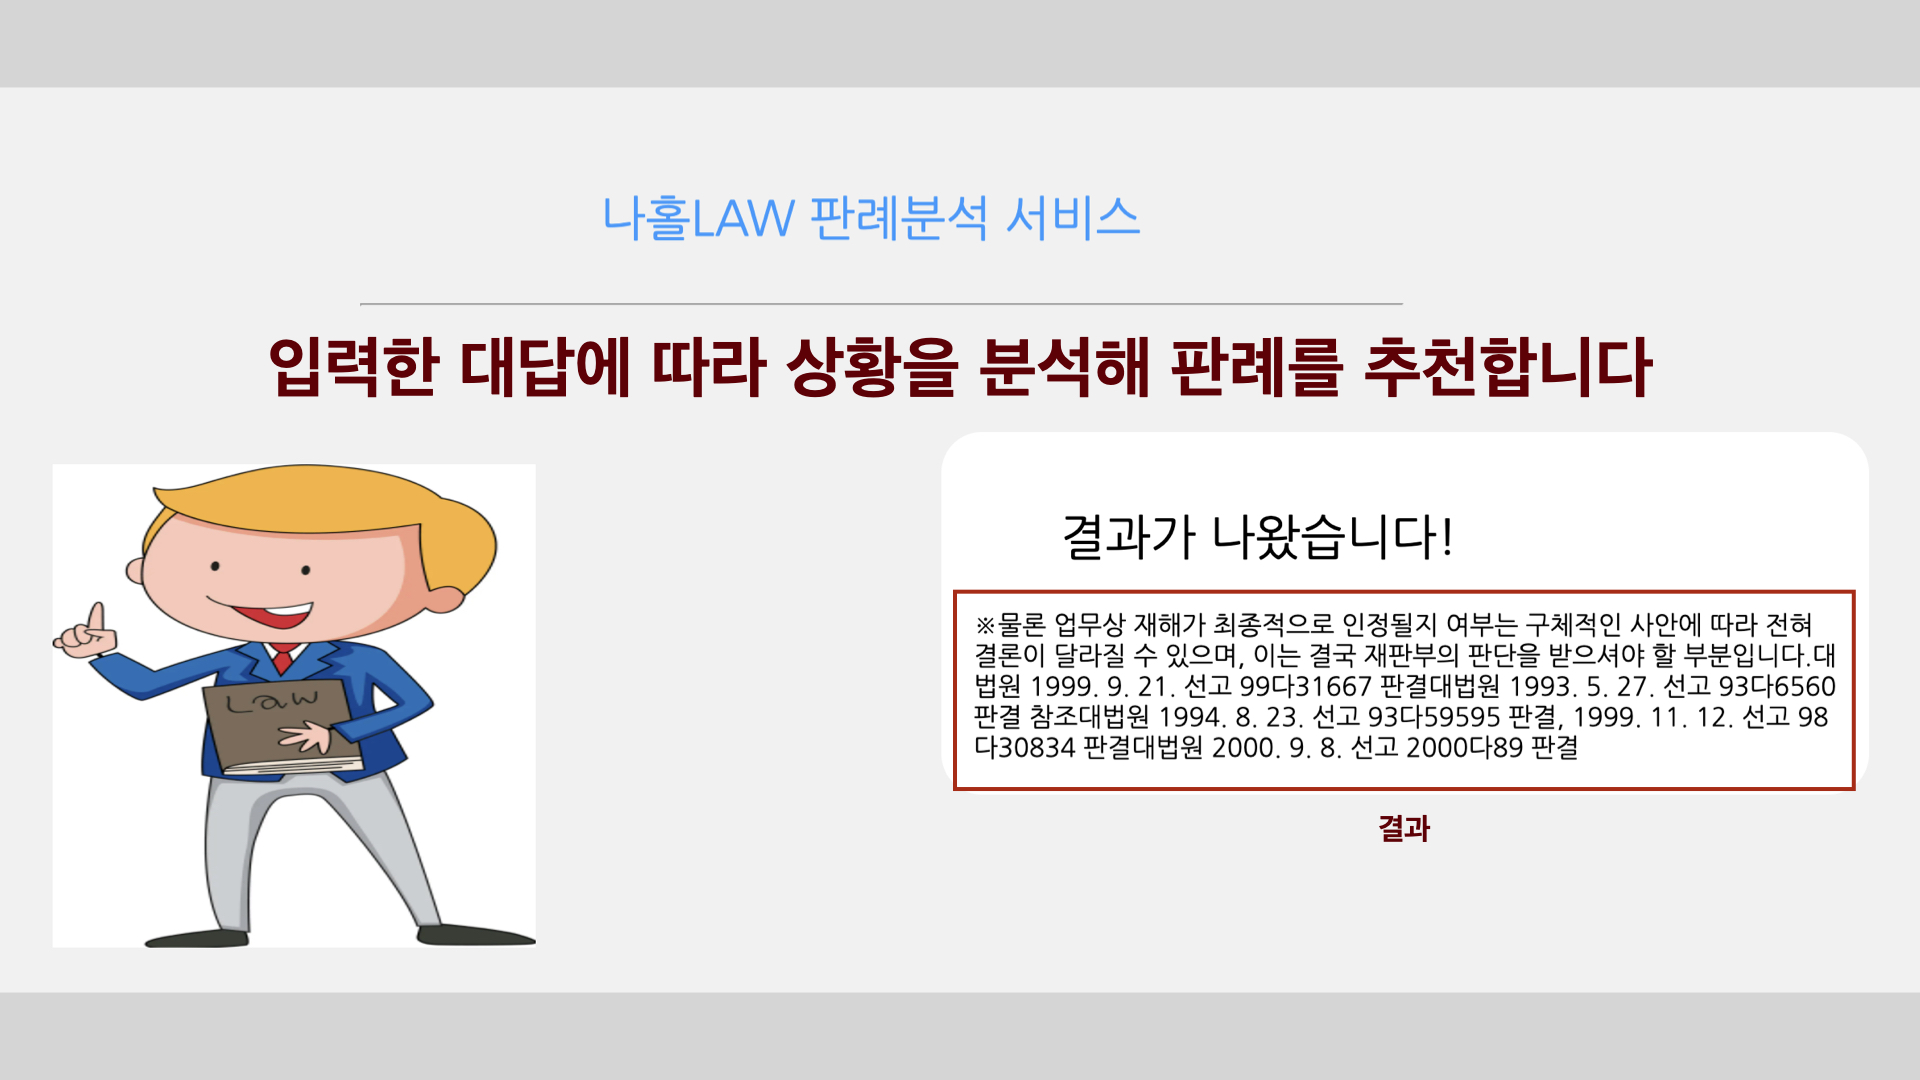 나홀LAW 판례분석 서비스
입력한 대답에 따라 상황을 분석해 판례를 추천합니다
Law
결과가 나왔습니다!
※물론 업무상 재해가 최종적으로 인정될지 여부는 구체적인 사안에 따라 전혀
결론이 달라질 수 있으며, 이는 결국 재판부의 판단을 받으셔야 할 부분입니다.대
법원 1999. 9. 21. 선고 99다31667 판결대법원 1993. 5. 27. 선고 93다6560
판결 참조대법원 1994. 8. 23. 선고 93다59595 판결, 1999. 11. 12. 선고 98
다30834 판결대법원 2000. 9. 8. 선고 2000다89 판결
결과